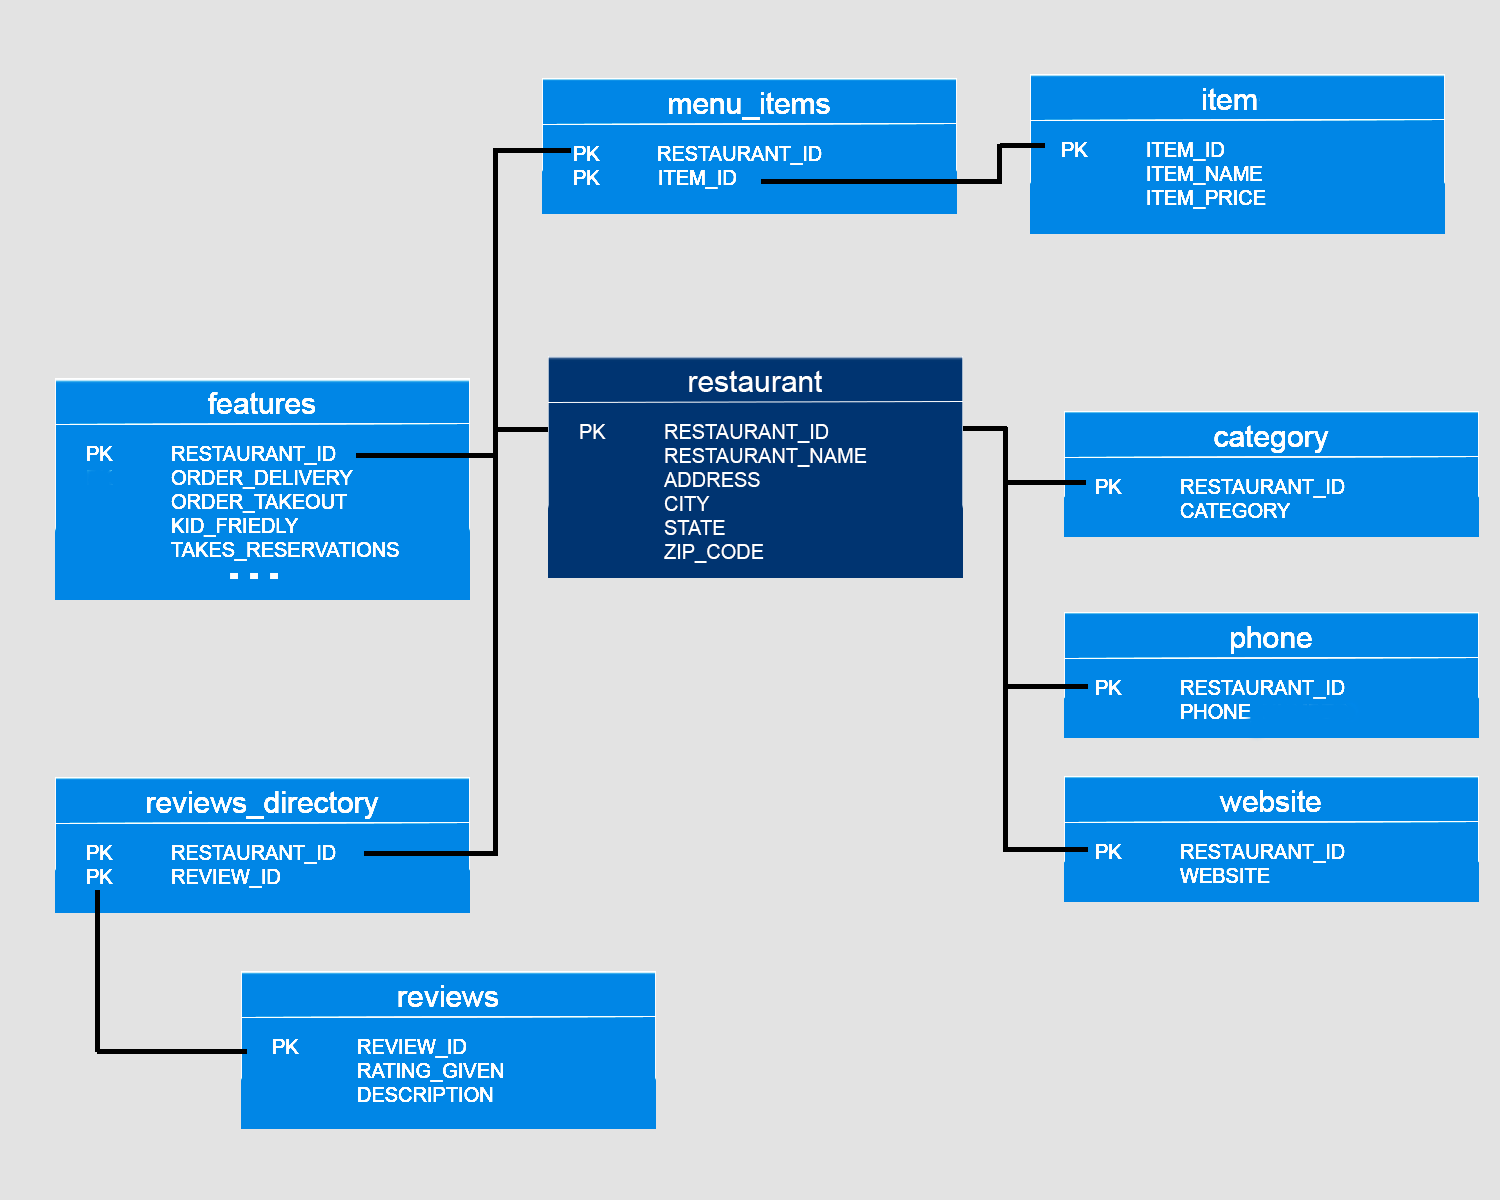 menu_items
PK RESTAURANT_ID
PK ITEM_ID
item
PK ITEM_ID
ITEM_NAME
ITEM_PRICE
features
PK RESTAURANT_ID
ORDER_DELIVERY
ORDER_TAKEOUT
KID_FRIEDLY
TAKES_RESERVATIONS
...
restaurant
PK RESTAURANT_ID
RESTAURANT_NAME
ADDRESS
CITY
STATE
ZIP_CODE
category
PK RESTAURANT_ID
CATEGORY
phone
PK RESTAURANT_ID
PHONE
reviews_directory
PK RESTAURANT_ID
PK REVIEW_ID
website
PK RESTAURANT_ID
WEBSITE
reviews
PK REVIEW_ID
RATING_GIVEN
DESCRIPTION